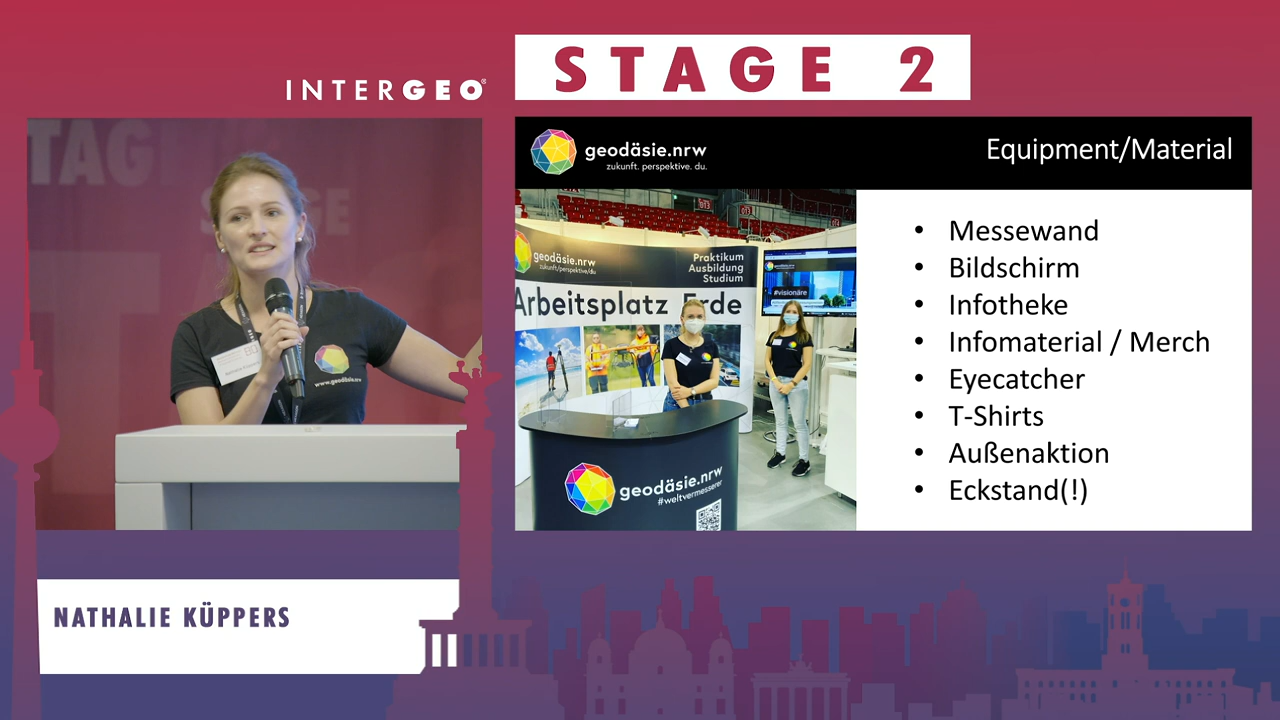 INTERGEO®
STAGE 2
TAG
STAGE
www.geodäsie.nrw
NATHALIE KÜPPERS
geodäsie.nrw
zukunft. perspektive. du.
Equipment/Material
geodäsie.nrw
zukunft/perspektive/du
Praktikum
Ausbildung
Studium
Arbeitsplatz Erde
#visionäre
geodäsie.nrw
#weltvermesserer
• Messewand
• Bildschirm
• Infotheke
• Infomaterial / Merch
• Eyecatcher
• T-Shirts
• Außenaktion
• Eckstand(!)